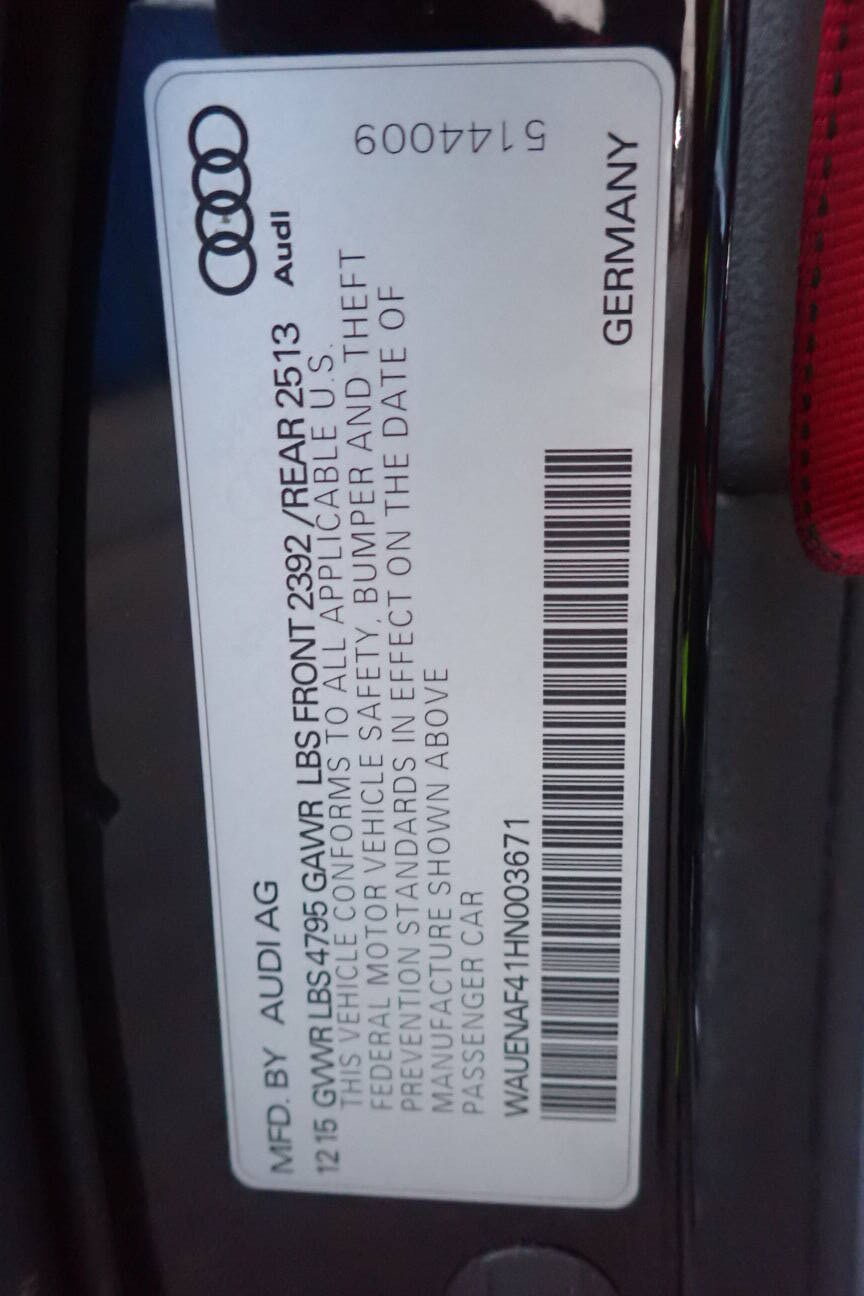 MFD. BY AUDI AG
Audi
12 15 GVWR LBS 4795 GAWR LBS FRONT 2392 /REAR 2513
THIS VEHICLE CONFORMS TO ALL APPLICABLE U.S.
FEDERAL MOTOR VEHICLE SAFETY, BUMPER AND THEFT
PREVENTION STANDARDS IN EFFECT ON THE DATE OF
MANUFACTURE SHOWN ABOVE
PASSENGER CAR
WAUENAF41HN003671
5144009
GERMANY